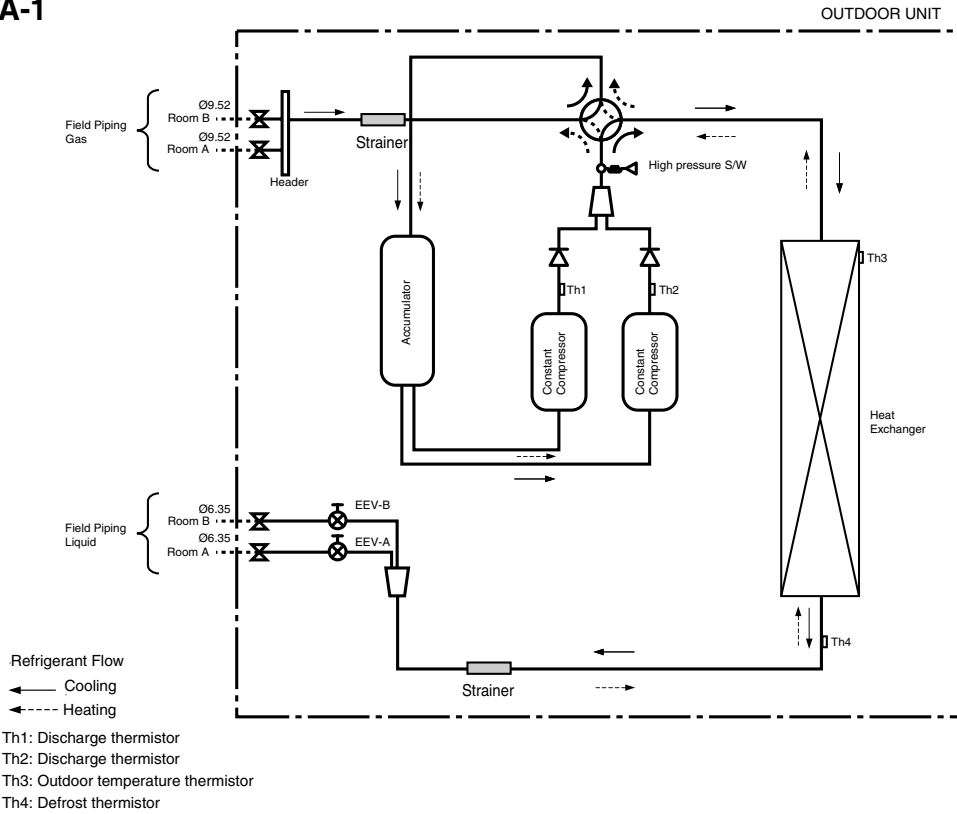 A-1
OUTDOOR UNIT
Field Piping
Gas
Ø9.52
Room B
Ø9.52
Room A
Header
Strainer
High pressure S/W
Th3
Th1
Th2
Accumulator
Constant
Compressor
Constant
Compressor
Heat
Exchanger
Field Piping
Liquid
Ø6.35
Room B
Ø6.35
Room A
EEV-B
EEV-A
Th4
Strainer
Refrigerant Flow
Cooling
Heating
Th1: Discharge thermistor
Th2: Discharge thermistor
Th3: Outdoor temperature thermistor
Th4: Defrost thermistor